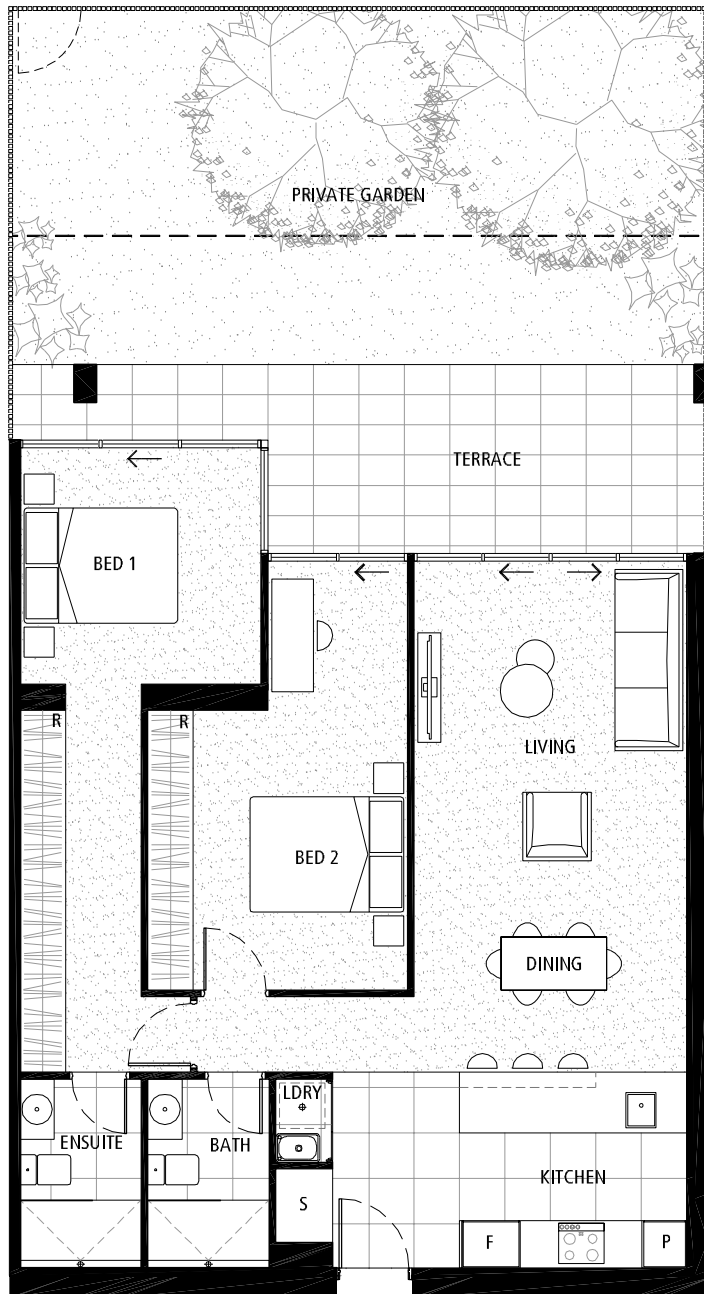 PRIVATE GARDEN
TERRACE
BED 1
R
R
LIVING
BED 2
DINING
LDRY
ENSUITE
BATH
KITCHEN
S
F
P